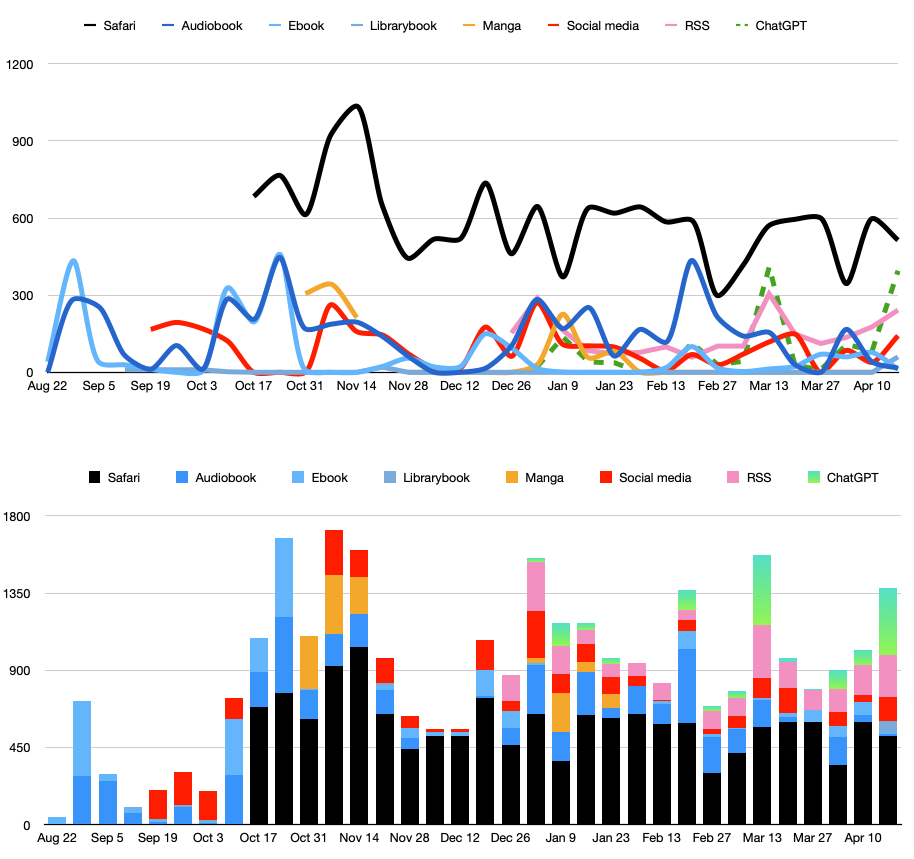 Safari Audiobook Ebook Librarybook Manga Social media RSS ChatGPT
1200
900
600
300
0
Aug 22 Sep 5 Sep 19 Oct 3 Oct 17 Oct 31 Nov 14 Nov 28 Dec 12 Dec 26 Jan 9 Jan 23 Feb 13 Feb 27 Mar 13 Mar 27 Apr 10
Safari Audiobook Ebook Librarybook Manga Social media RSS ChatGPT
1800
1350
900
450
0
Aug 22 Sep 5 Sep 19 Oct 3 Oct 17 Oct 31 Nov 14 Nov 28 Dec 12 Dec 26 Jan 9 Jan 23 Feb 13 Feb 27 Mar 13 Mar 27 Apr 10